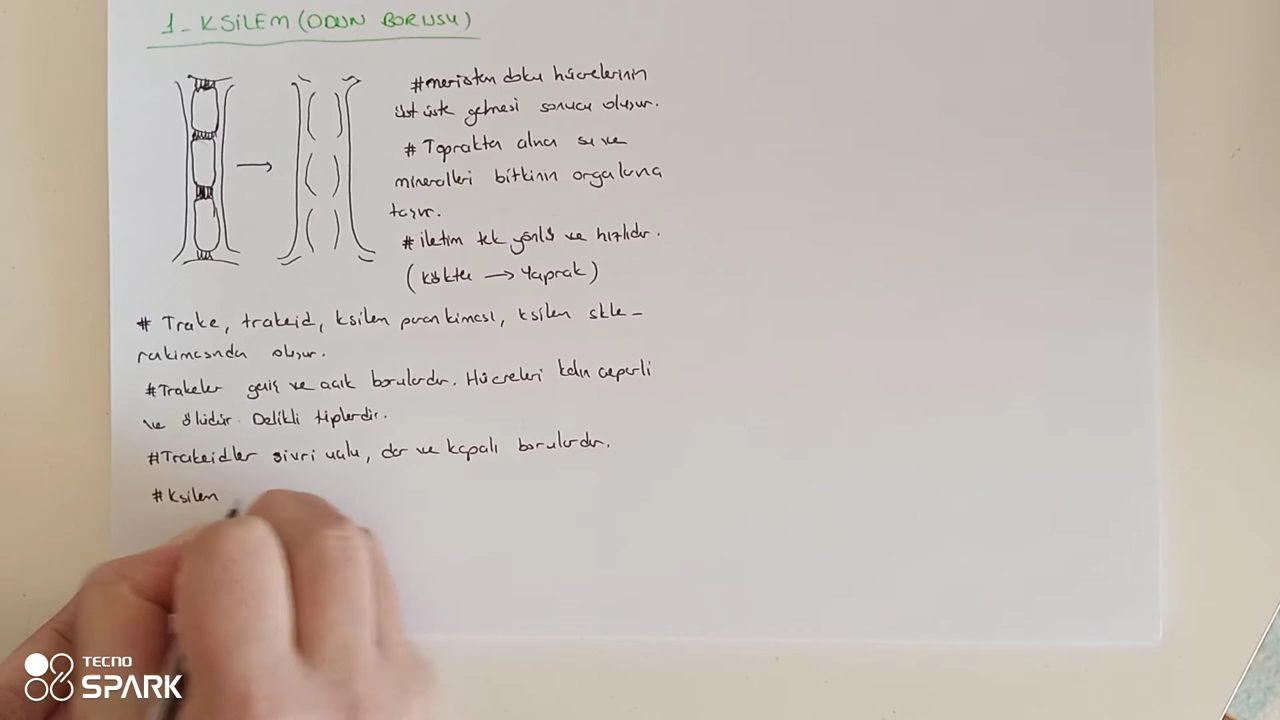 1- KSİLEM (ODUN BORUSU)
#meristem doku hücrelerinin
üst üste gelmesi sonucu oluşur.
# Topraktan alınan su ve
mineralleri bitkinin organlarına
taşır.
# iletim tek yönlü ve hızlıdır.
(Kökten → Yaprak)
# Trake, trakeid, ksilem parankiması, ksilem skle-
rankimasından oluşur.
#Trakeler geniş ve açık borulardır. Hücreleri kalın çeperli
ve ölüdür. Delikli tiplerdir.
#Trakeidler sivri uçlu, dar ve kapalı borulardır.
#Ksilem
TECNO
SPARK